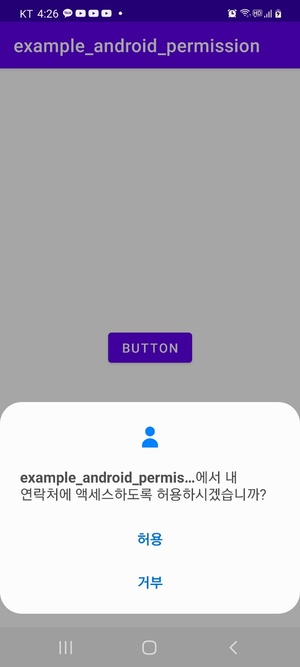 KT 4:26
example_android_permission
BUTTON
example_android_permis...에서 내
연락처에 액세스하도록 허용하시겠습니까?
허용
거부